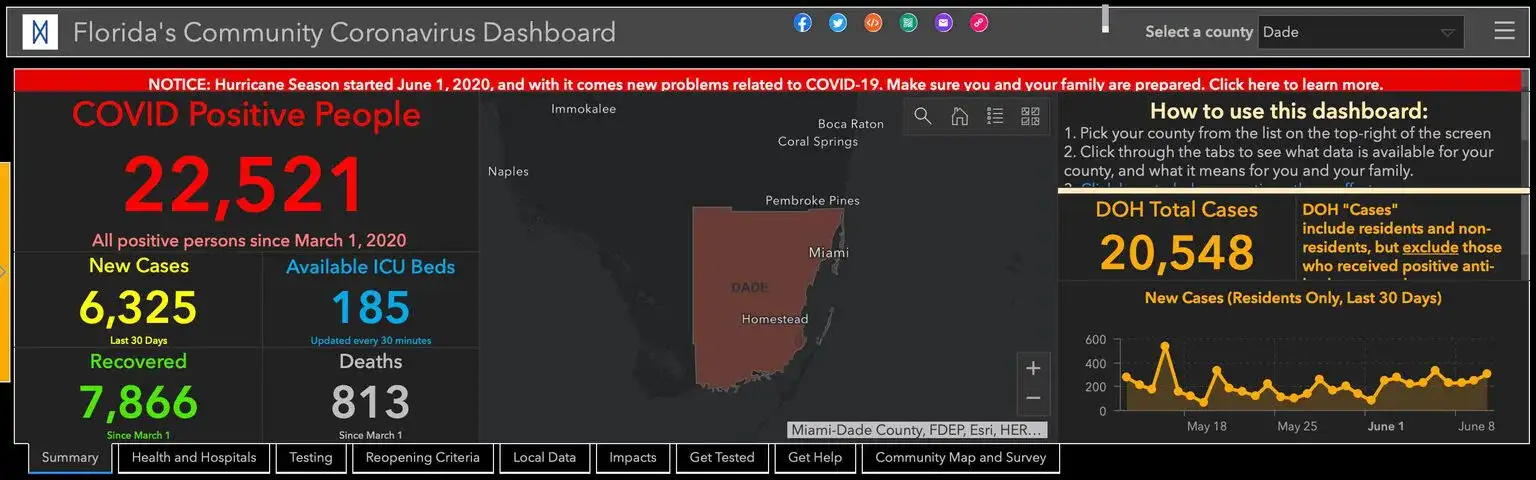 Florida's Community Coronavirus Dashboard
Select a county
Dade
NOTICE: Hurricane Season started June 1, 2020, and with it comes new problems related to COVID-19. Make sure you and your family are prepared. Click here to learn more.
COVID Positive People
22,521
All positive persons since March 1, 2020
New Cases
6,325
Last 30 Days
Available ICU Beds
185
Updated every 30 minutes
Recovered
7,866
Since March 1
Deaths
813
Since March 1
Immokalee
Boca Raton
Coral Springs
Naples
Pembroke Pines
Miami
DADE
Homestead
+
−
Miami-Dade County, FDEP, Esri, HER...
How to use this dashboard:
1. Pick your county from the list on the top-right of the screen
2. Click through the tabs to see what data is available for your
county, and what it means for you and your family.
DOH Total Cases
20,548
DOH "Cases"
include residents and non-
residents, but exclude those
who received positive anti-
New Cases (Residents Only, Last 30 Days)
600
400
200
0
May 18
May 25
June 1
June 8
Summary
Health and Hospitals
Testing
Reopening Criteria
Local Data
Impacts
Get Tested
Get Help
Community Map and Survey